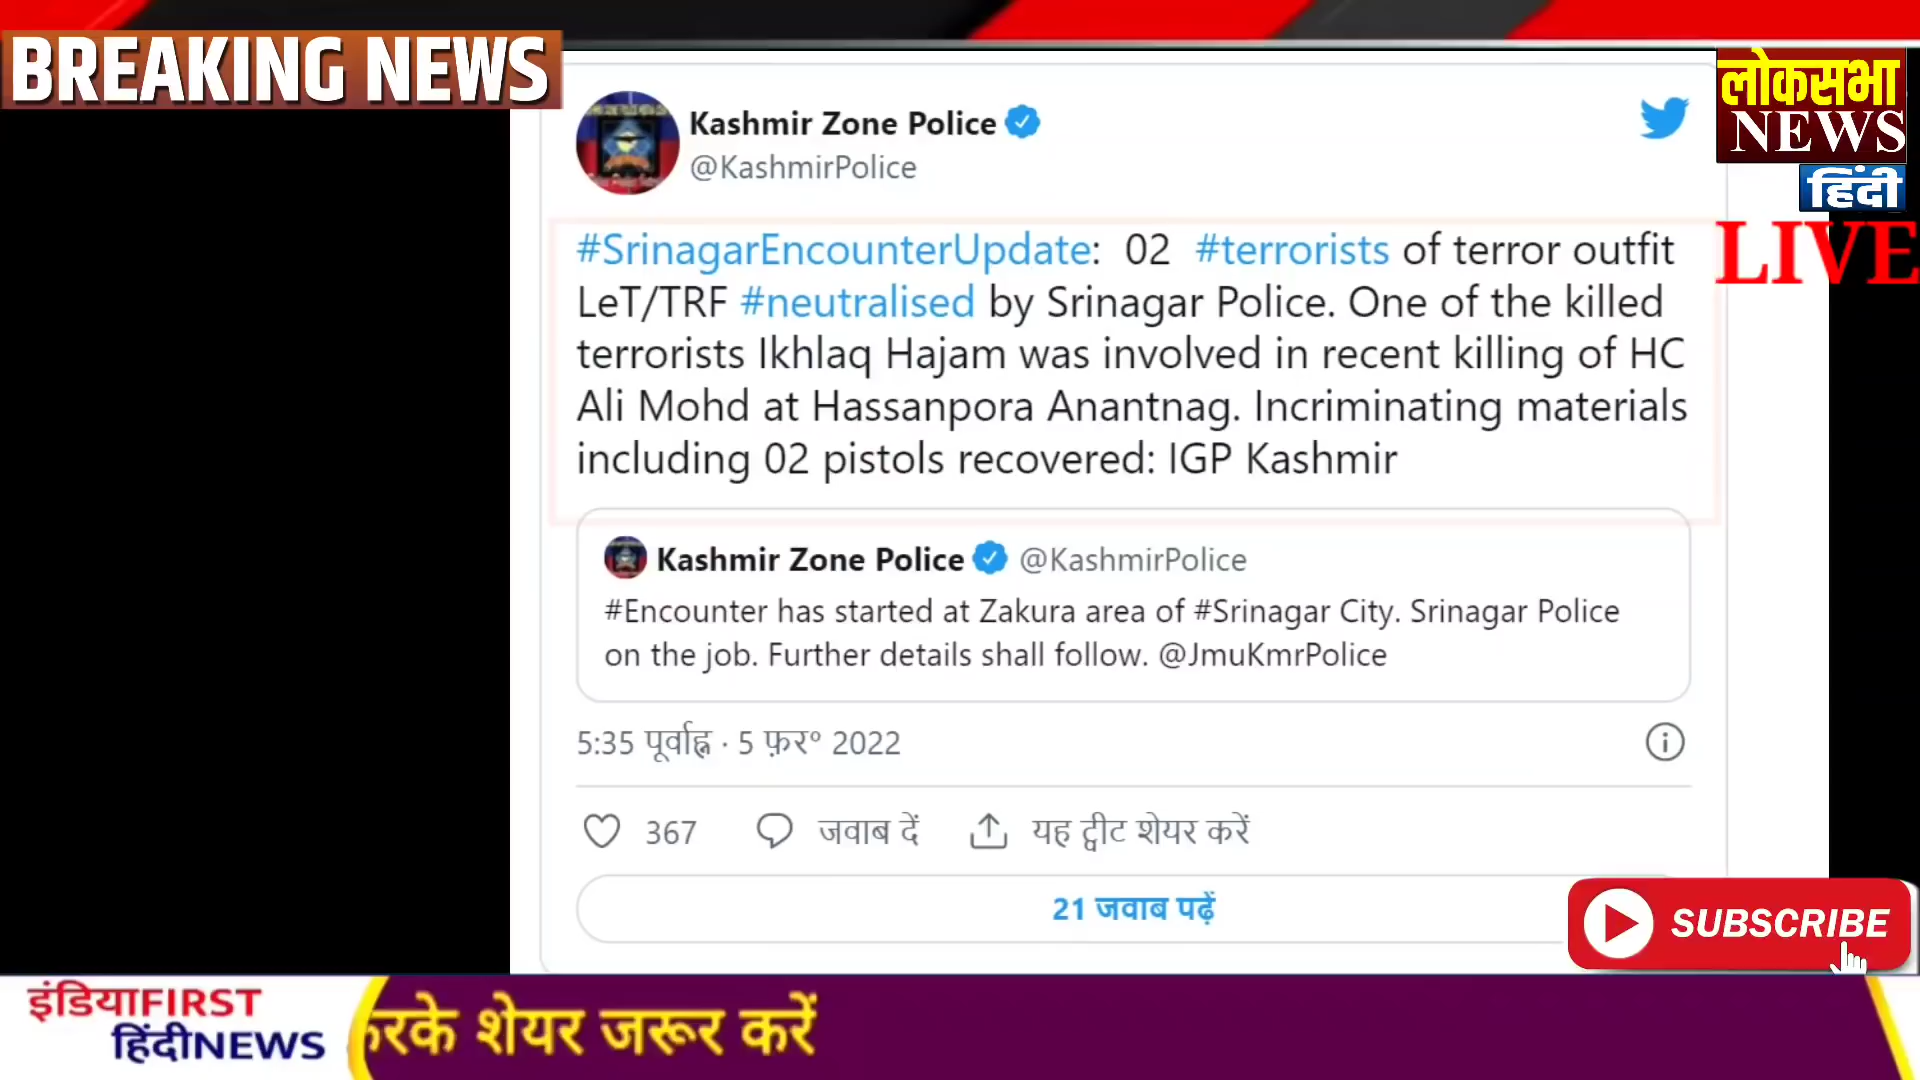 BREAKING NEWS
लोकसभा
NEWS
हिंदी
LIVE
Kashmir Zone Police
@KashmirPolice
#SrinagarEncounterUpdate: 02 #terrorists of terror outfit
LeT/TRF #neutralised by Srinagar Police. One of the killed
terrorists Ikhlaq Hajam was involved in recent killing of HC
Ali Mohd at Hassanpora Anantnag. Incriminating materials
including 02 pistols recovered: IGP Kashmir
Kashmir Zone Police @KashmirPolice
#Encounter has started at Zakura area of #Srinagar City. Srinagar Police
on the job. Further details shall follow. @JmuKmrPolice
5:35 पूर्वाह्न · 5 फ़र॰ 2022
367 जवाब दें यह ट्वीट शेयर करें
21 जवाब पढ़ें
SUBSCRIBE
इंडियाFIRST
हिंदीNEWS
शेयर जरूर करें